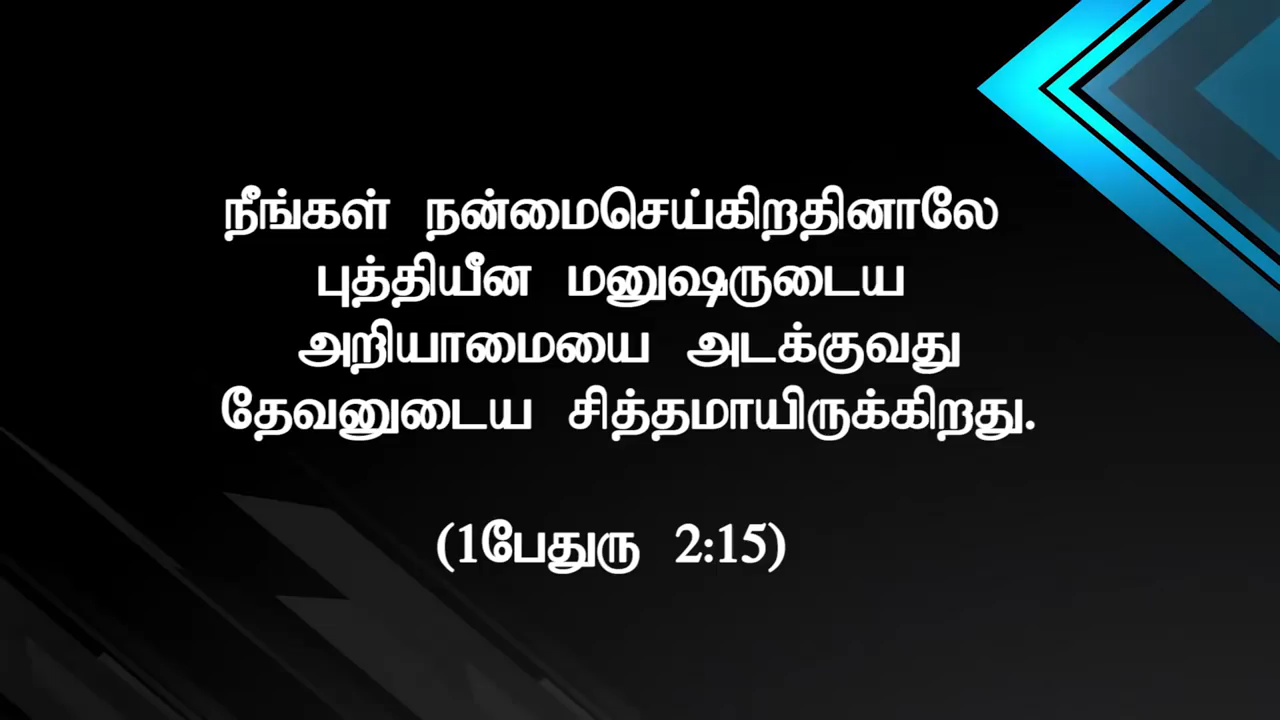 நீங்கள் நன்மைசெய்கிறதினாலே
புத்தியீன மனுஷருடைய
அறியாமையை அடக்குவது
தேவனுடைய சித்தமாயிருக்கிறது.
(1பேதுரு 2:15)